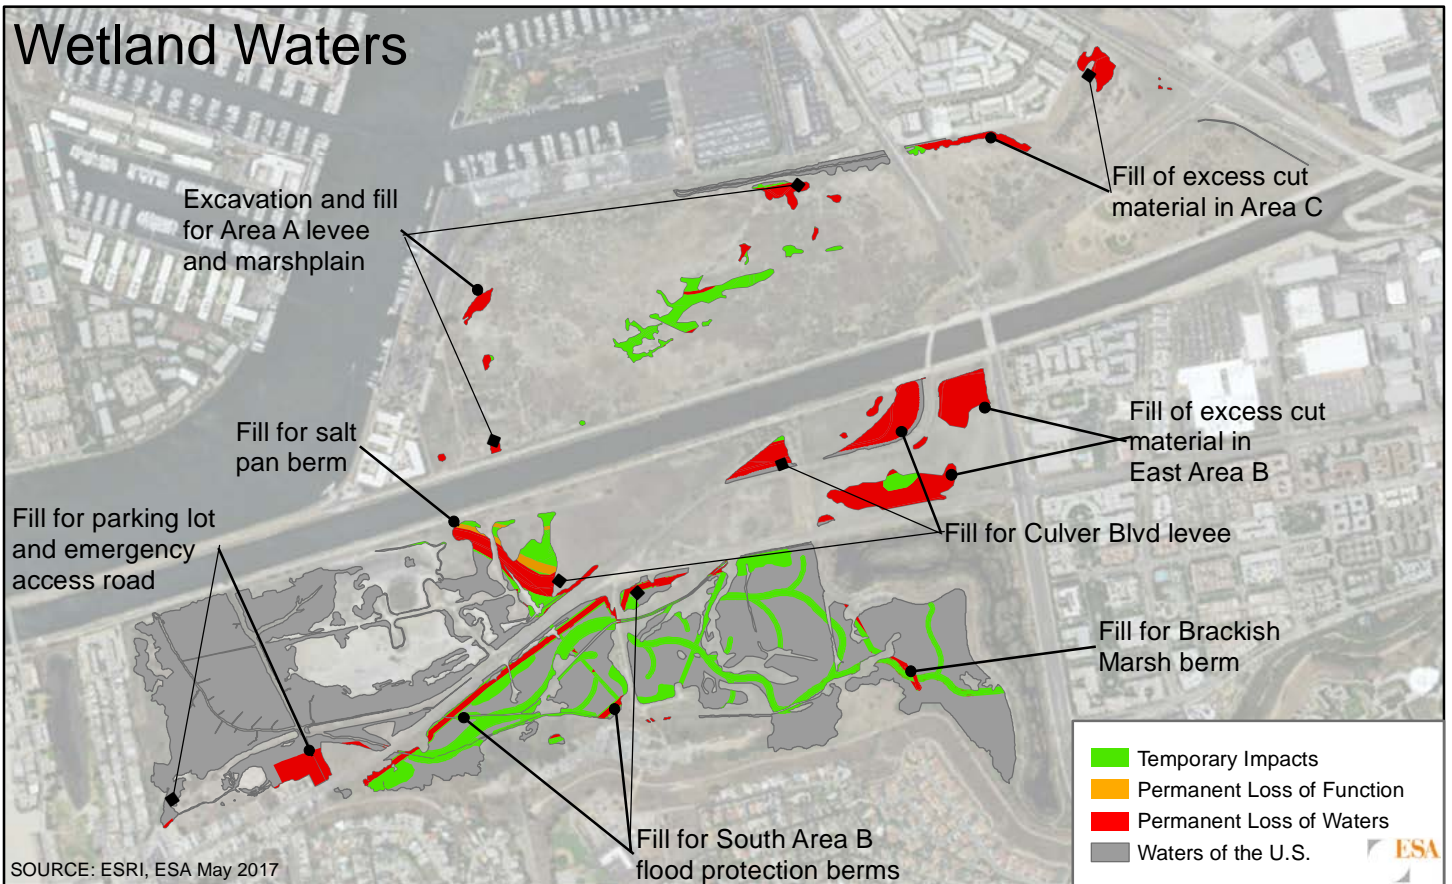 Wetland Waters
Excavation and fill
for Area A levee
and marshplain
Fill of excess cut
material in Area C
Fill for salt
pan berm
Fill of excess cut
material in
East Area B
Fill for parking lot
and emergency
access road
Fill for Culver Blvd levee
Fill for Brackish
Marsh berm
Fill for South Area B
flood protection berms
Temporary Impacts
Permanent Loss of Function
Permanent Loss of Waters
Waters of the U.S.
ESA
SOURCE: ESRI, ESA May 2017